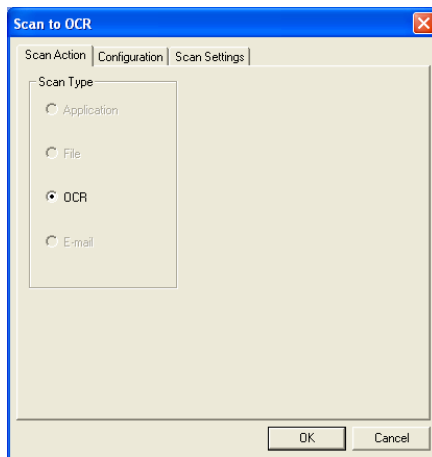 Scan to OCR
Scan Action Configuration Scan Settings
Scan Type
Application
File
OCR
E-mail
OK Cancel